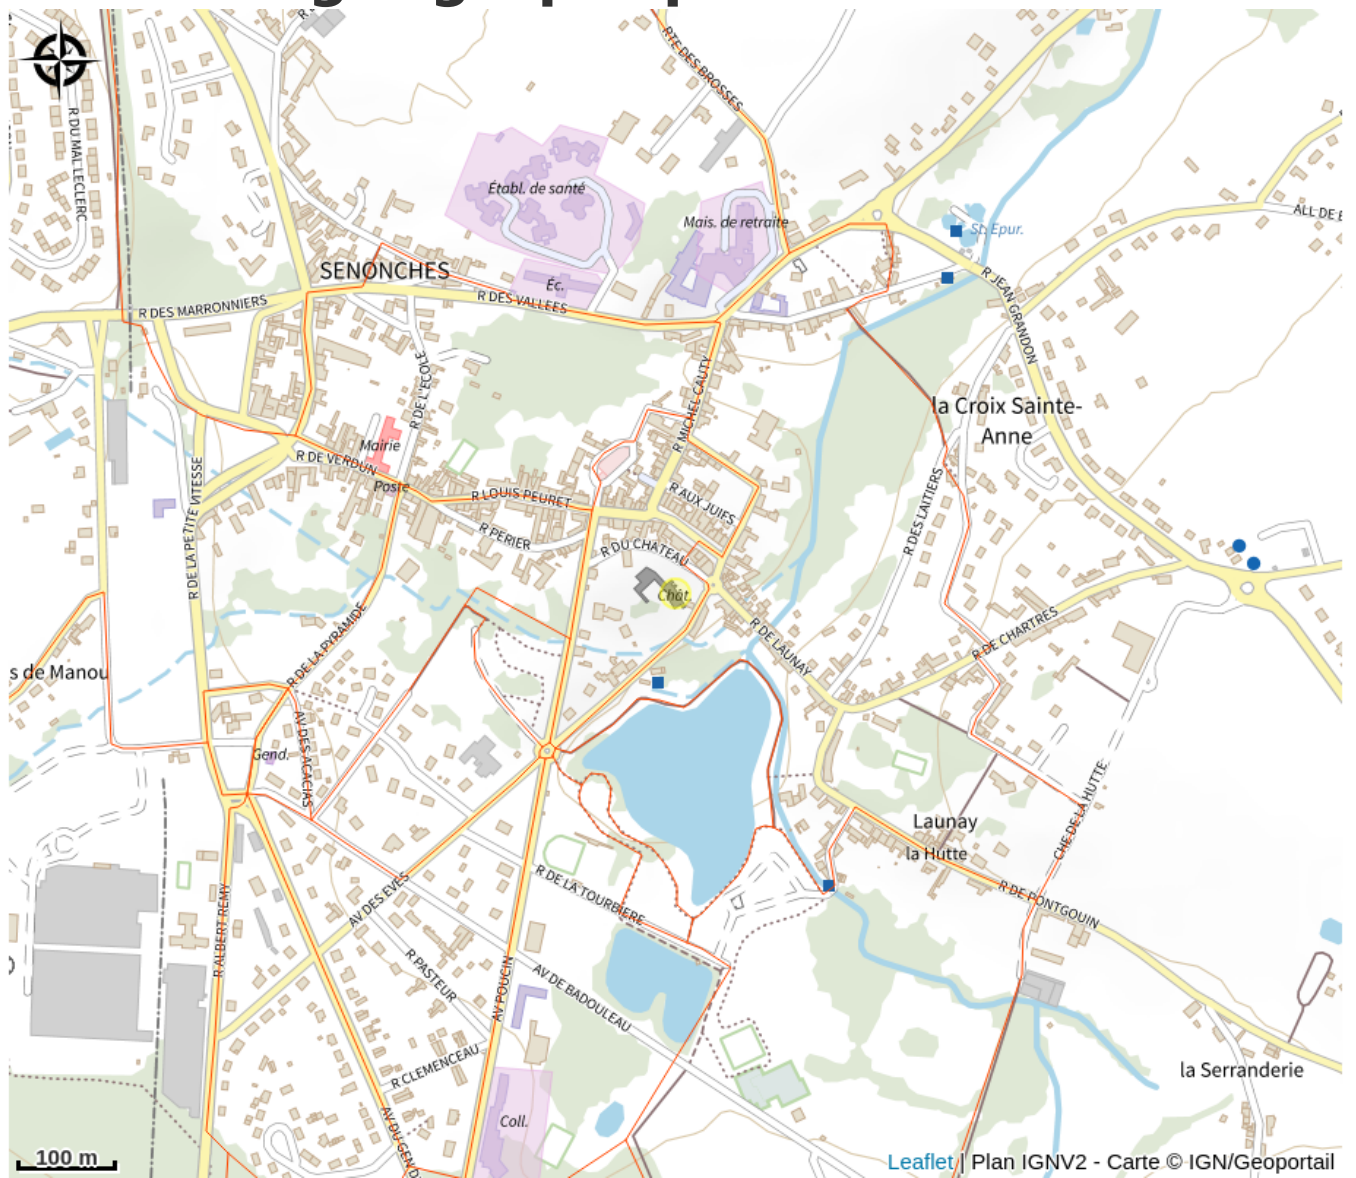 RTE DES BROSSES
R DU MAL LECLERC
Établ. de santé
Mais. de retraite
St. Epur.
ALL DE
SENONCHES
Éc.
R JEAN GRANDON
R DES MARRONNIERS
R DES VALLEES
R DE L'ECOLE
R MICHEL CAUTY
la Croix Sainte-
Anne
Mairie
R DE VERDUN
Poste
R LOUIS PEURET
R AUX JUIFS
R DES LAITIERS
R DE LA PETITE VITESSE
R PERIER
R DU CHATEAU
Chât.
R DE LAUNAY
R DE CHARTRES
R DE LA PYRAMIDE
s de Manou
AV DES ACACIAS
Gend.
CHE DE LA HUTTE
Launay
la Hutte
R DE PONTGOUIN
R DE LA TOURBIERE
AV DES EVES
R ALBERT REMY
R PASTEUR
AV POUCIN
AV DE BADOULEAU
R CLEMENCEAU
la Serranderie
AV DU GEN D
Coll.
100 m
Leaflet | Plan IGNV2 - Carte © IGN/Geoportail